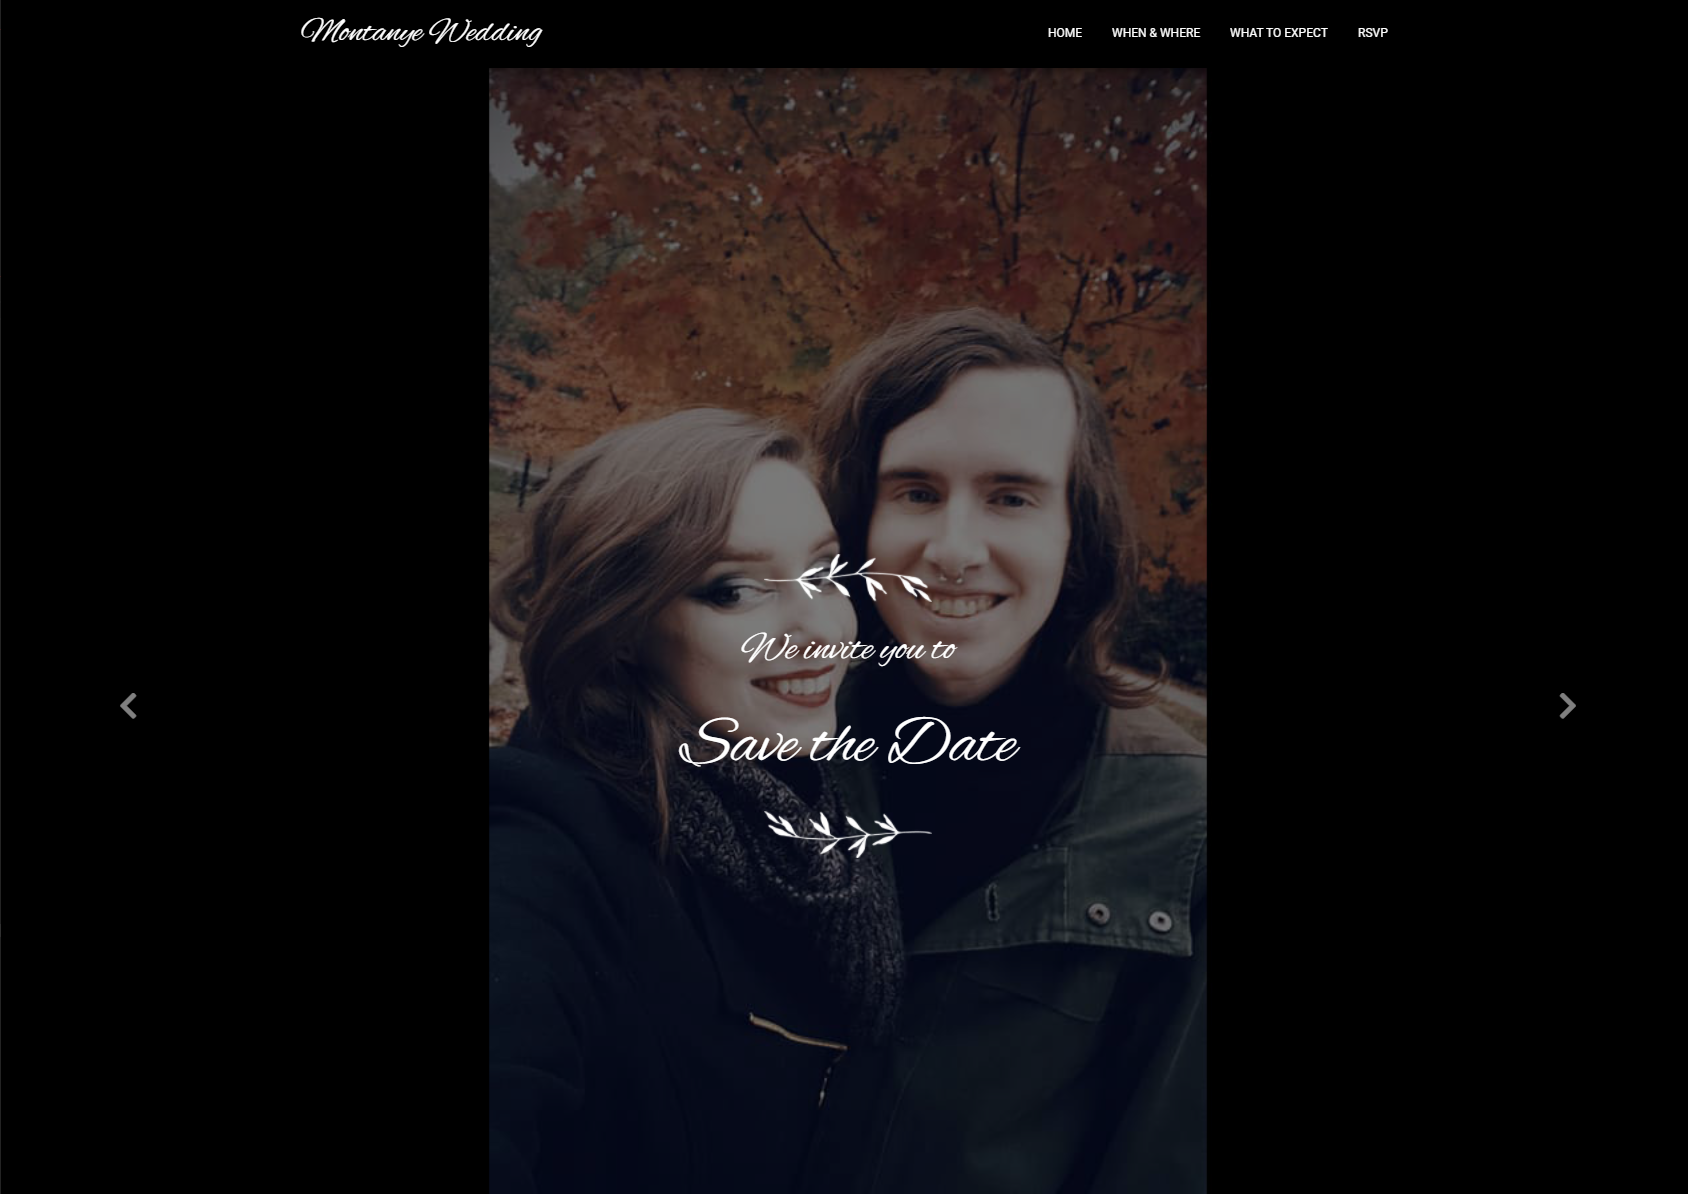 Montanye Wedding
HOME WHEN & WHERE WHAT TO EXPECT RSVP
We invite you to
Save the Date